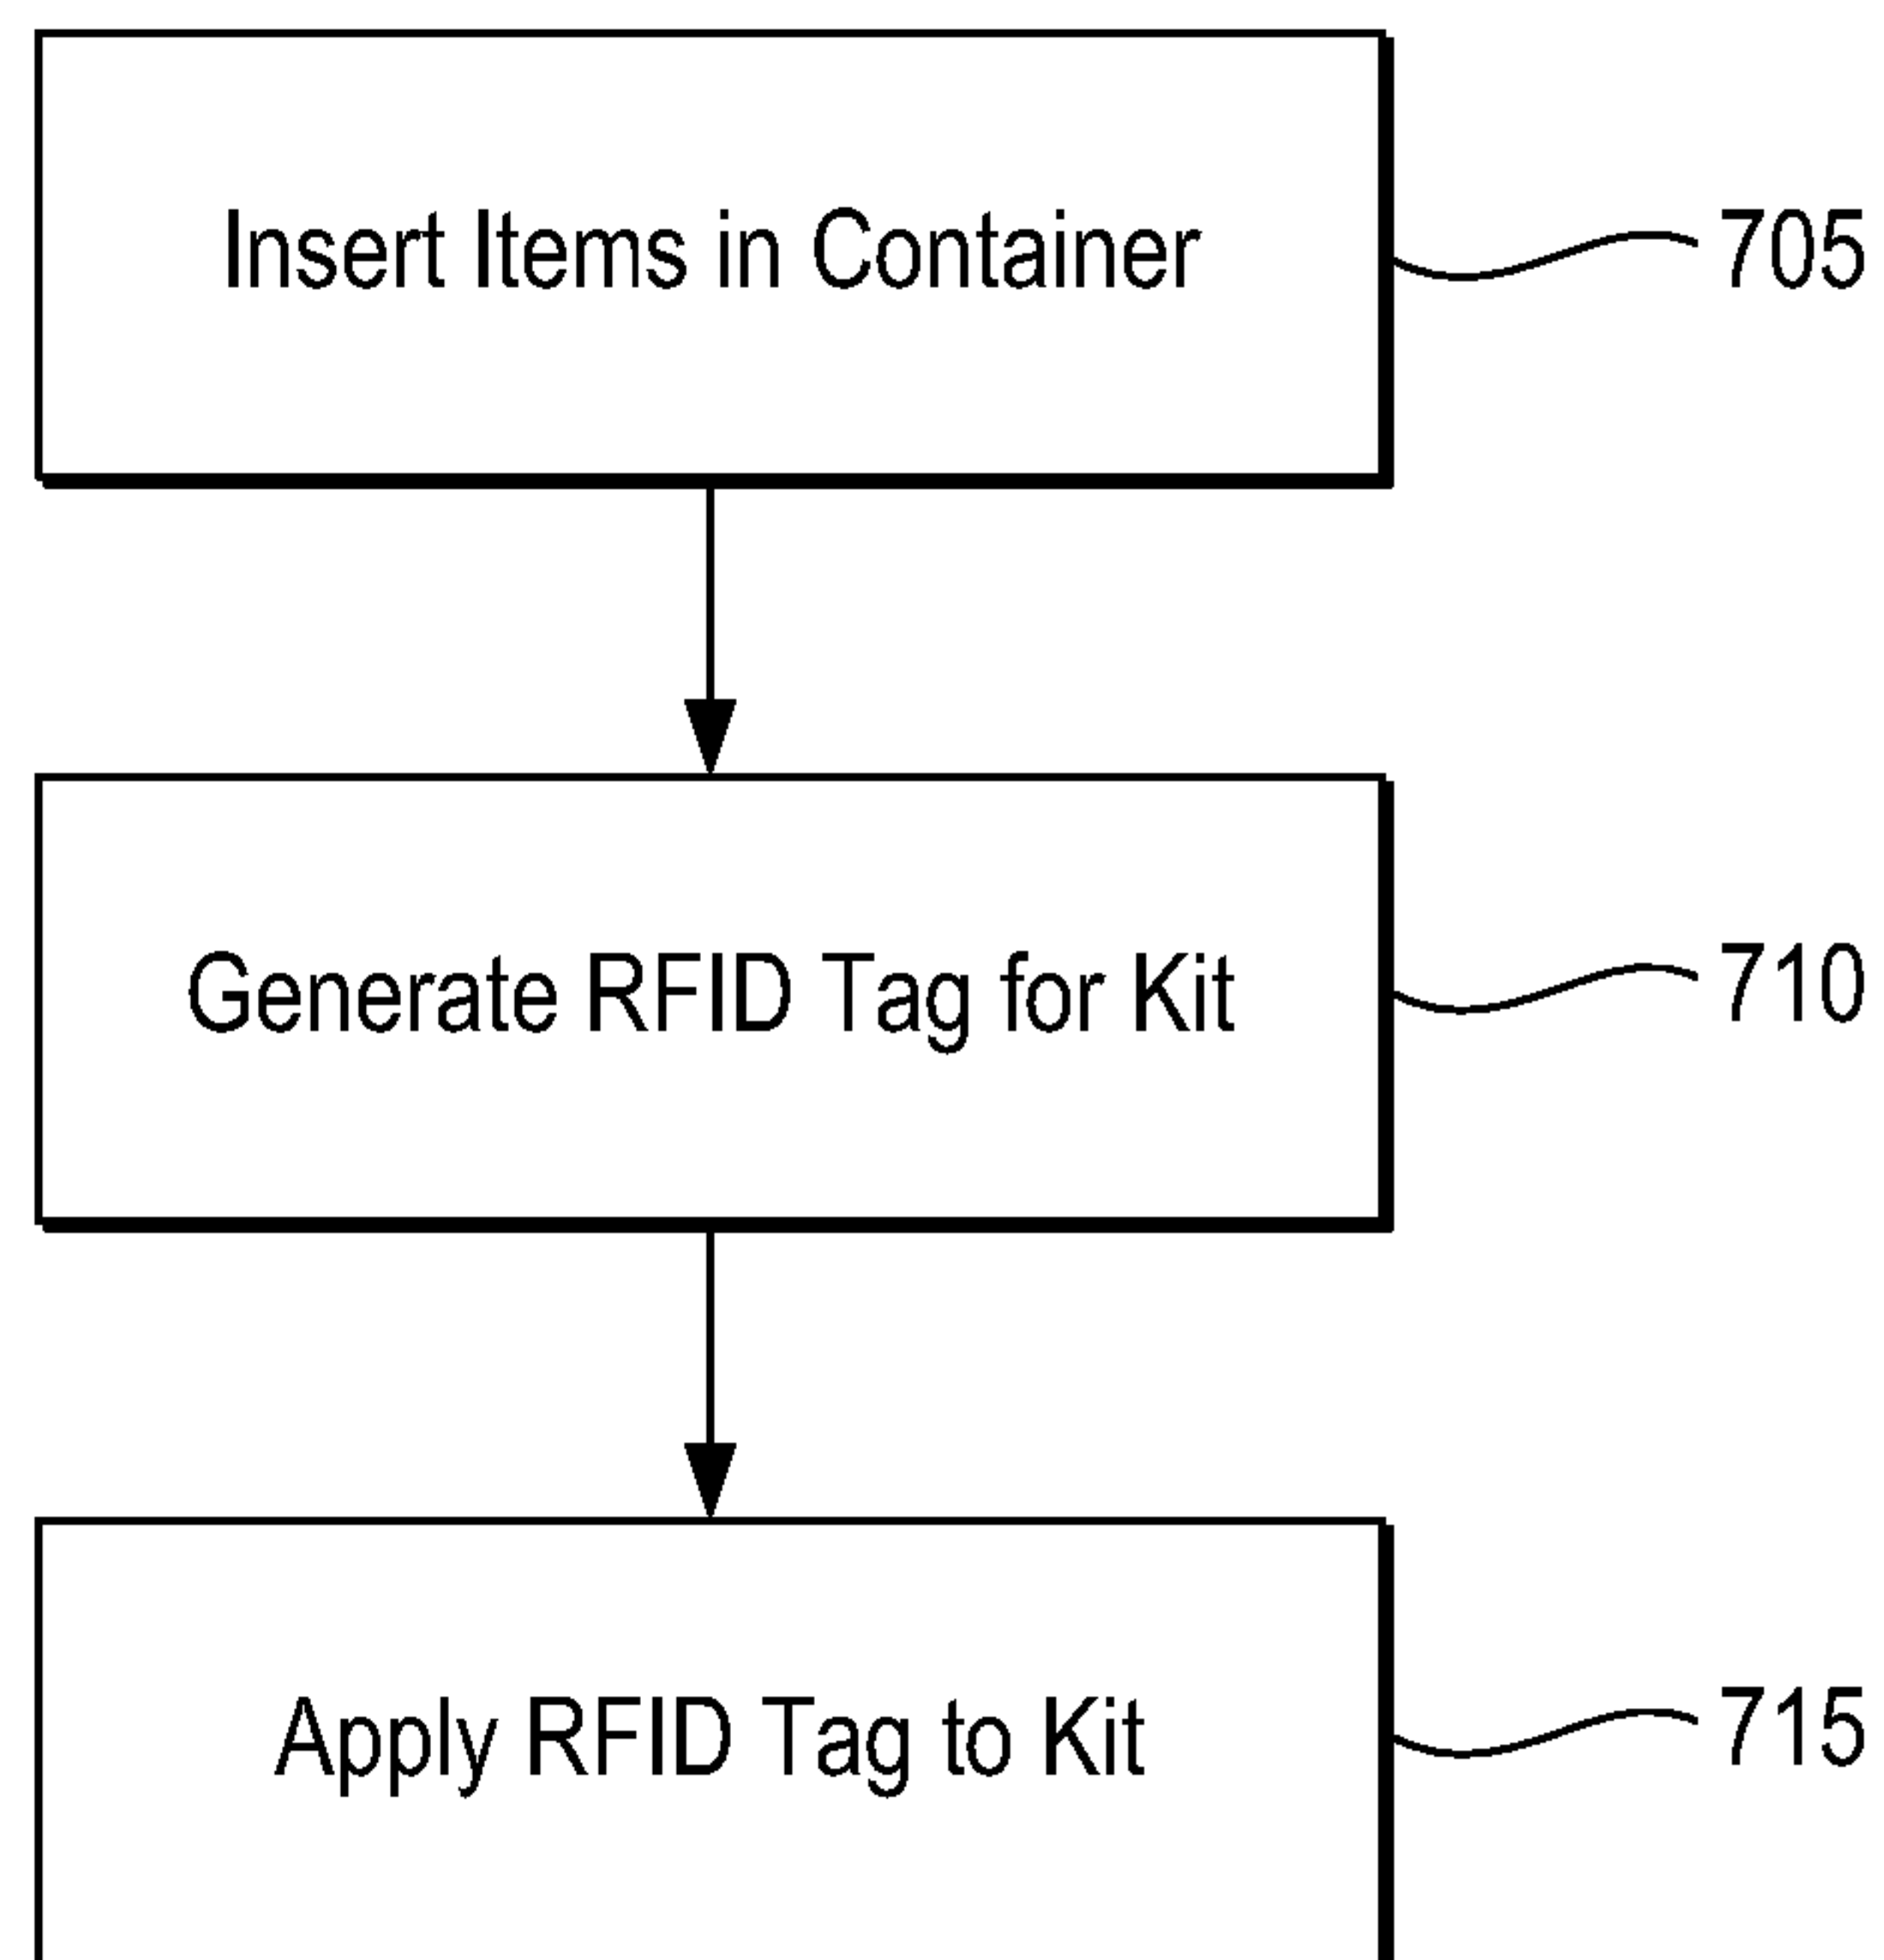 Insert Items in Container
705
Generate RFID Tag for Kit
710
Apply RFID Tag to Kit
715